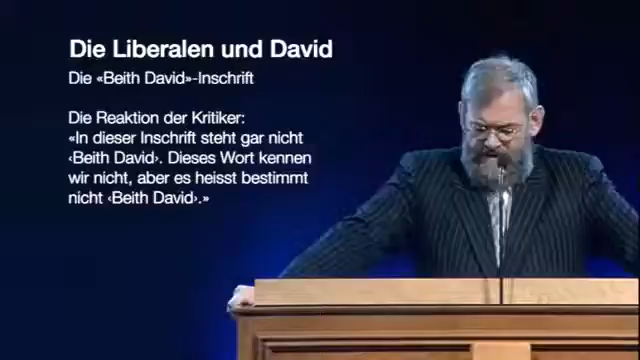 Die Liberalen und David
Die «Beith David»-Inschrift
Die Reaktion der Kritiker:
«In dieser Inschrift steht gar nicht
‹Beith David›. Dieses Wort kennen
wir nicht, aber es heisst bestimmt
nicht ‹Beith David›.»